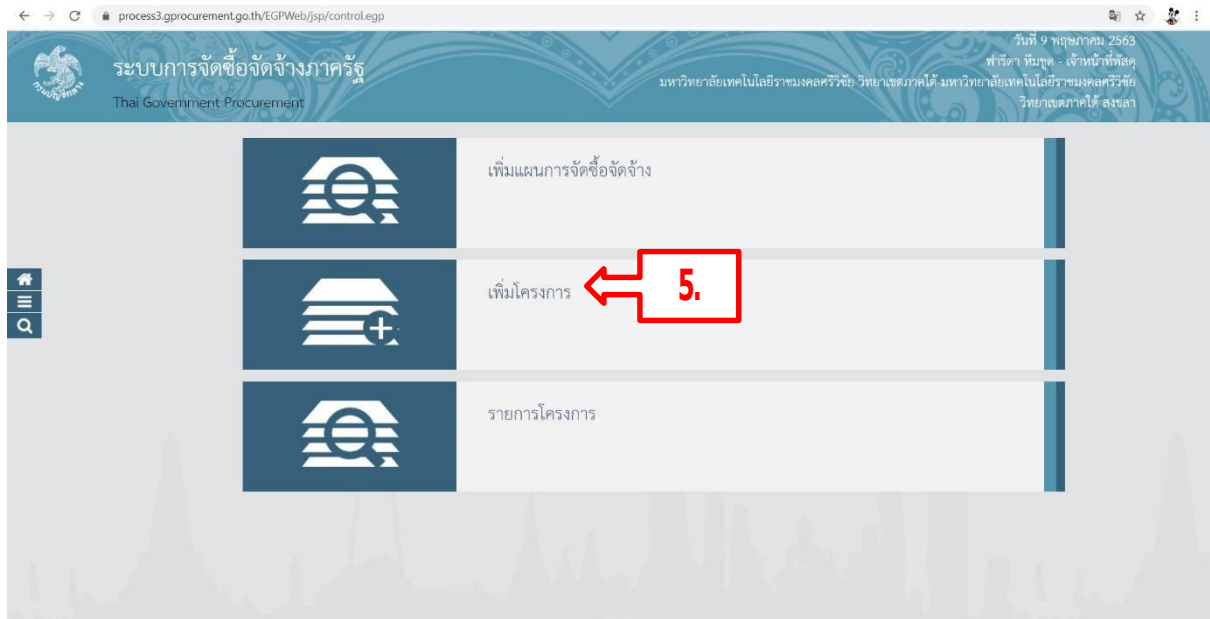 process3.gprocurement.go.th/EGPWeb/jsp/control.egp
ระบบการจัดซื้อจัดจ้างภาครัฐ
Thai Government Procurement
วันที่ 9 พฤษภาคม 2563
ฟาริดา หีมซูด - เจ้าหน้าที่พัสดุ
มหาวิทยาลัยเทคโนโลยีราชมงคลศรีวิชัย วิทยาเขตภาคใต้-มหาวิทยาลัยเทคโนโลยีราชมงคลศรีวิชัย
วิทยาเขตภาคใต้ สงขลา
เพิ่มแผนการจัดซื้อจัดจ้าง
เพิ่มโครงการ
5.
รายการโครงการ